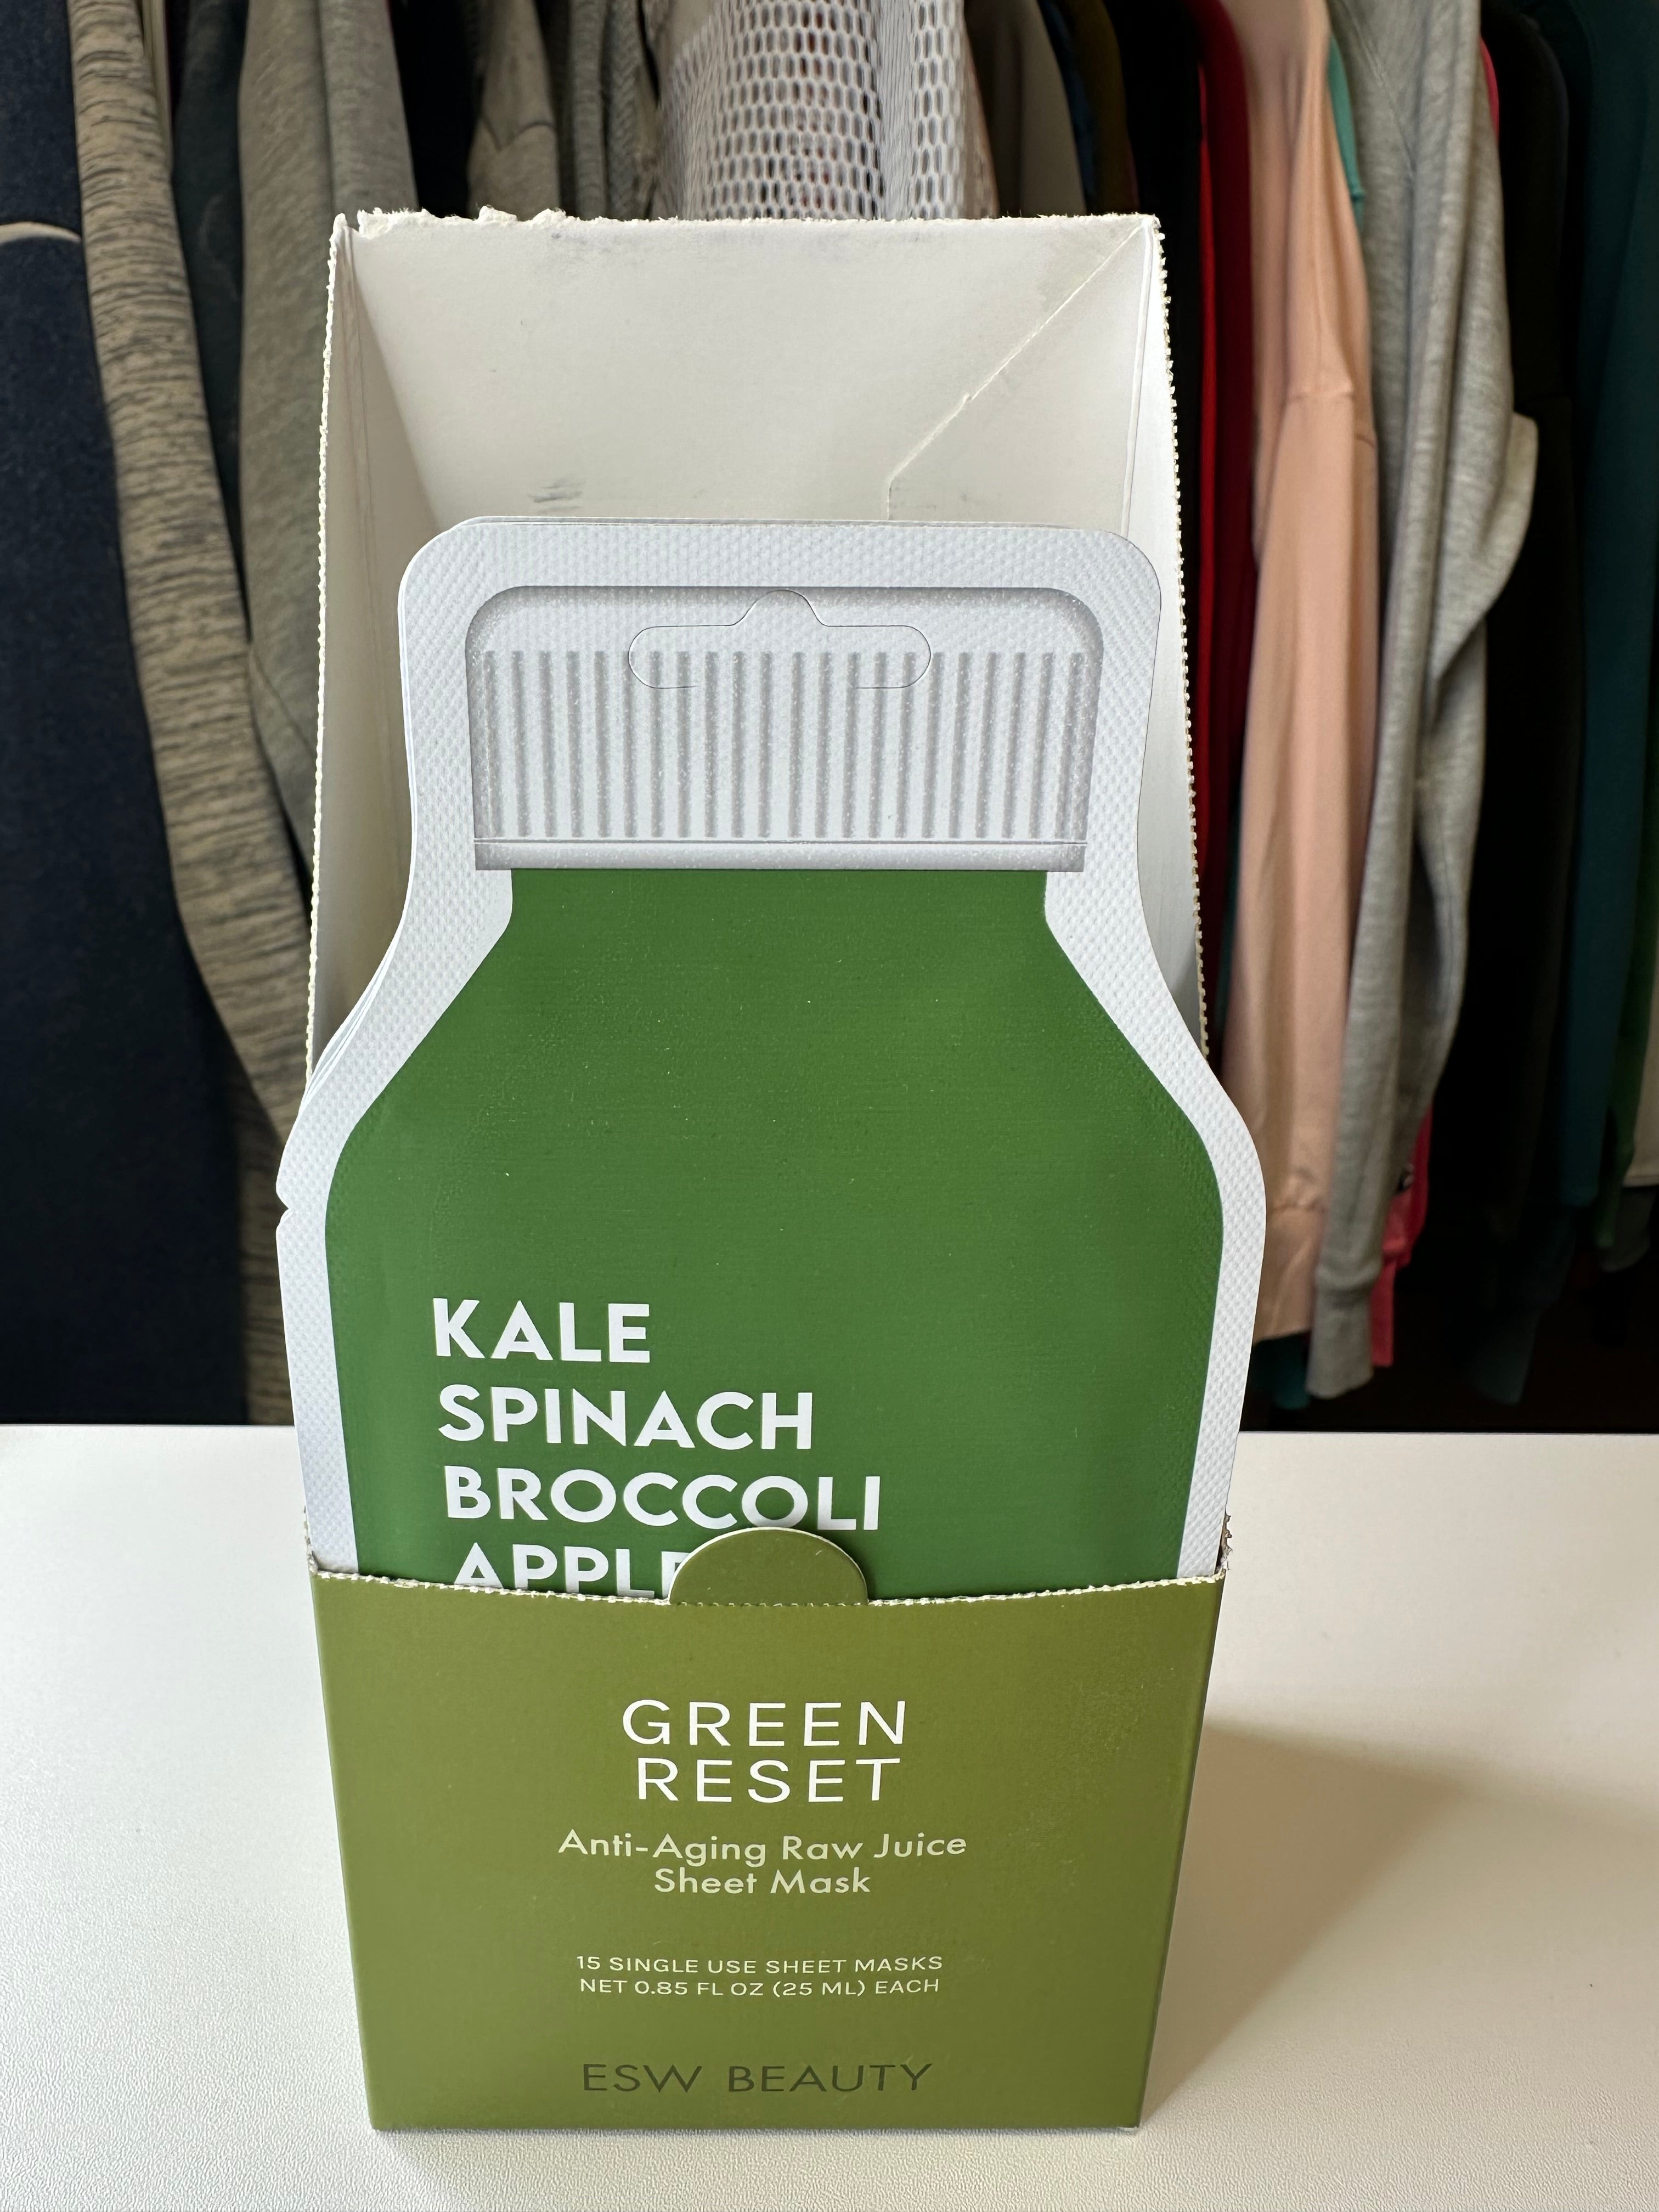 KALE
SPINACH
BROCCOLI
APPLE
GREEN
RESET
Anti-Aging Raw Juice
Sheet Mask
15 SINGLE USE SHEET MASKS
NET 0.85 FL OZ (25 ML) EACH
ESW BEAUTY